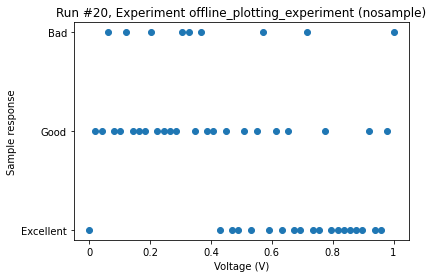 Run #20, Experiment offline_plotting_experiment (nosample)
Bad
Good
Excellent
Sample response
0 0.2 0.4 0.6 0.8 1
Voltage (V)